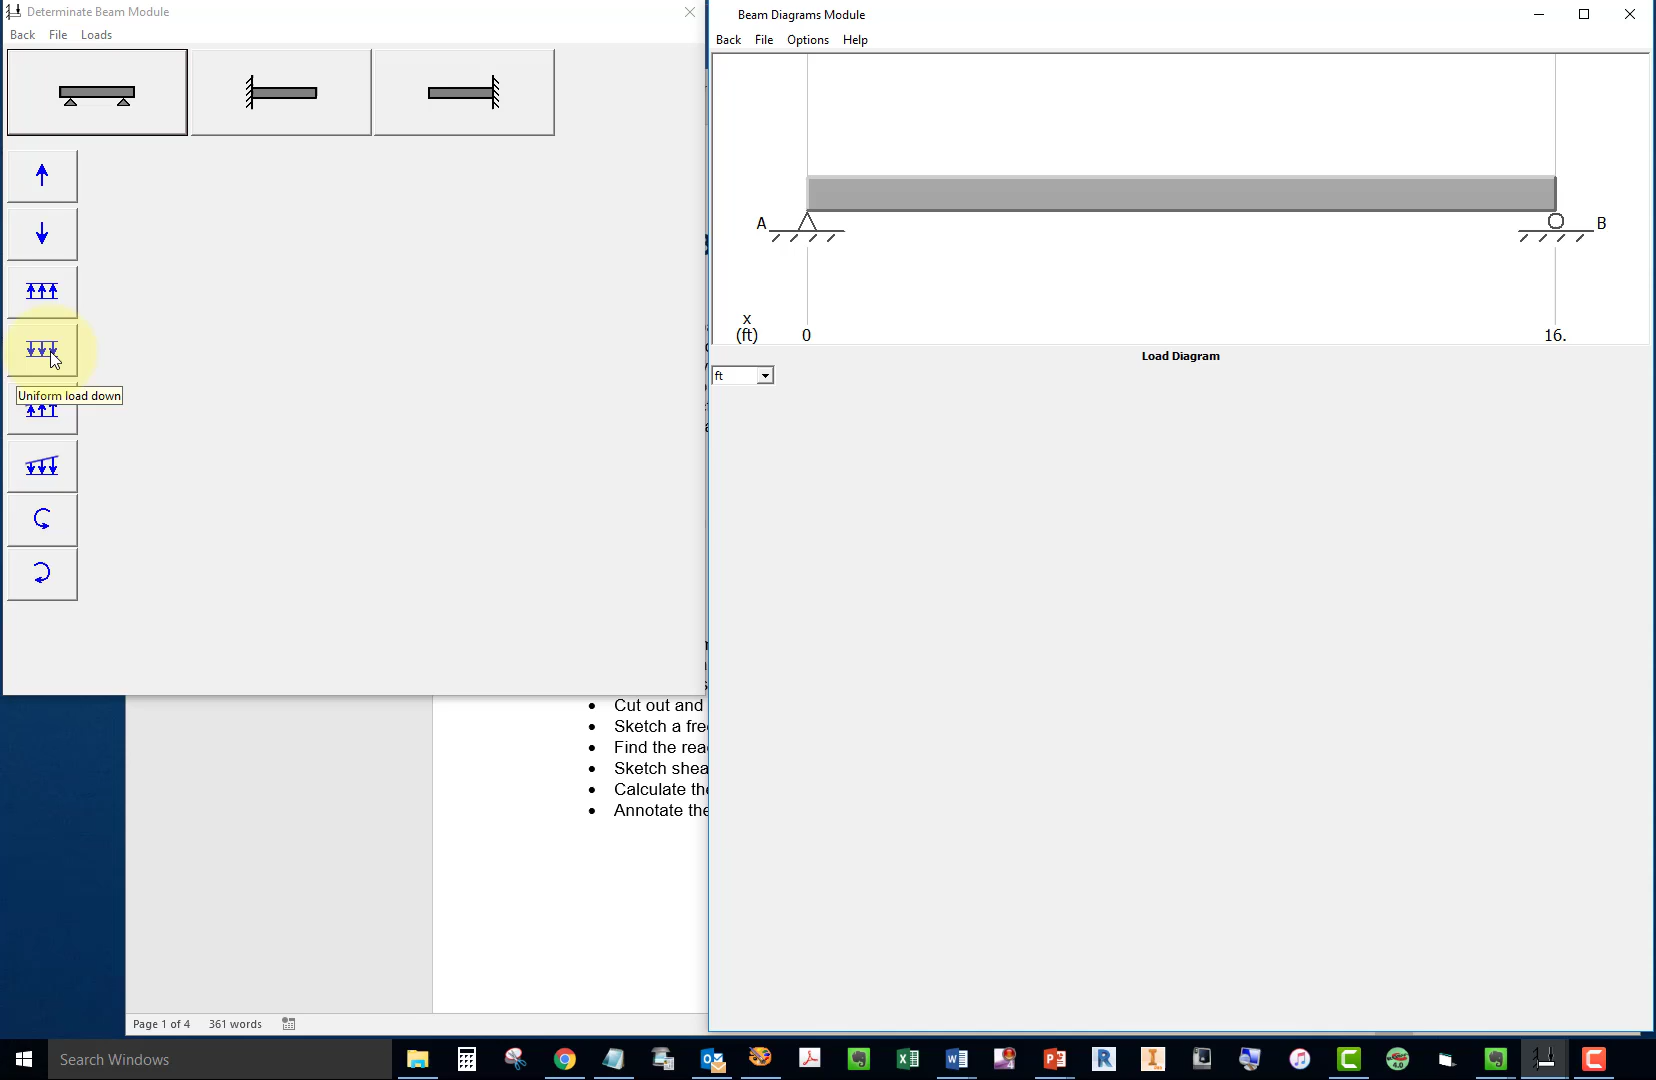 Determinate Beam Module
Back File Loads
Uniform load down
Beam Diagrams Module
Back File Options Help
A
B
x
(ft) 0 16.
Load Diagram
ft
• Cut out and
• Sketch a fre
• Find the rea
• Sketch shea
• Calculate the
• Annotate the
Page 1 of 4 361 words
Search Windows